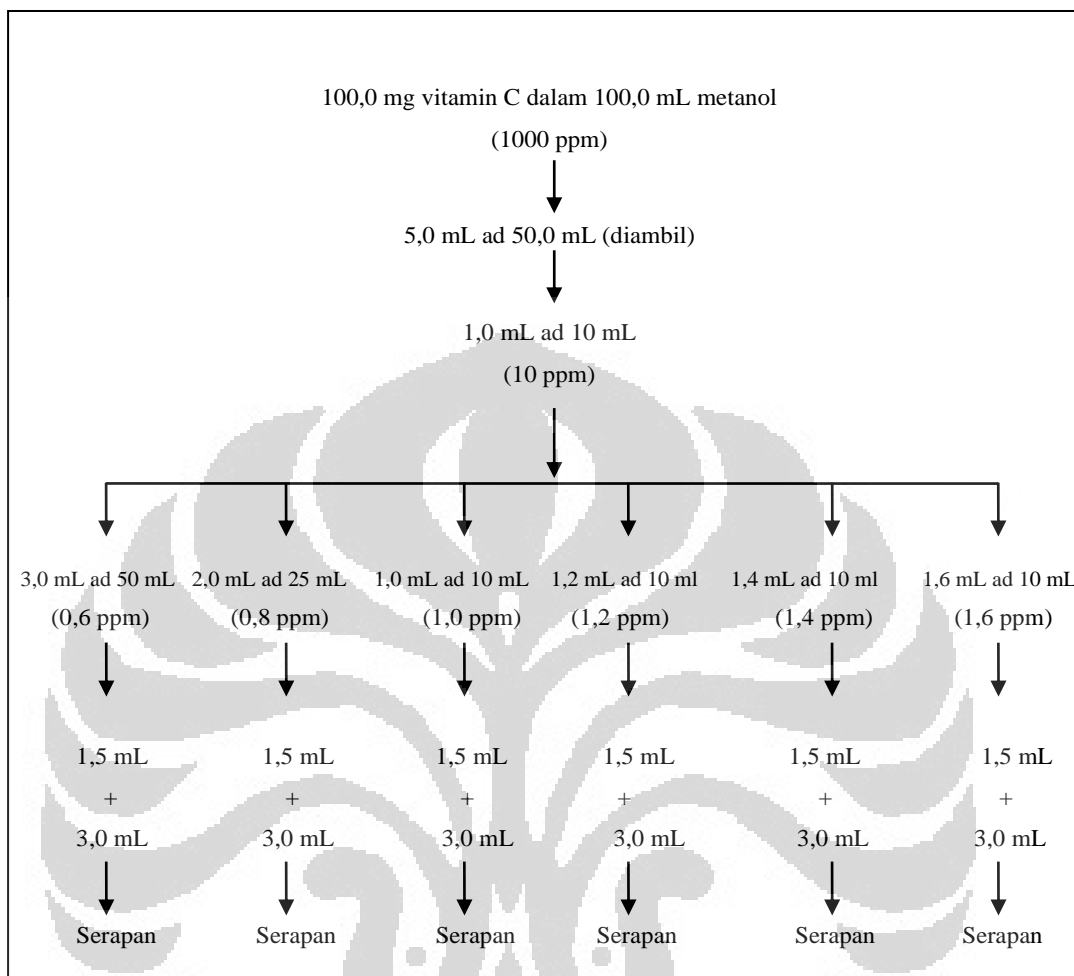 100,0 mg vitamin C dalam 100,0 mL metanol
(1000 ppm)
5,0 mL ad 50,0 mL (diambil)
1,0 mL ad 10 mL
(10 ppm)
3,0 mL ad 50 mL 2,0 mL ad 25 mL 1,0 mL ad 10 mL 1,2 mL ad 10 ml 1,4 mL ad 10 ml 1,6 mL ad 10 mL
(0,6 ppm) (0,8 ppm) (1,0 ppm) (1,2 ppm) (1,4 ppm) (1,6 ppm)
1,5 mL 1,5 mL 1,5 mL 1,5 mL 1,5 mL 1,5 mL
+ + + + + +
3,0 mL 3,0 mL 3,0 mL 3,0 mL 3,0 mL 3,0 mL
Serapan Serapan Serapan Serapan Serapan Serapan